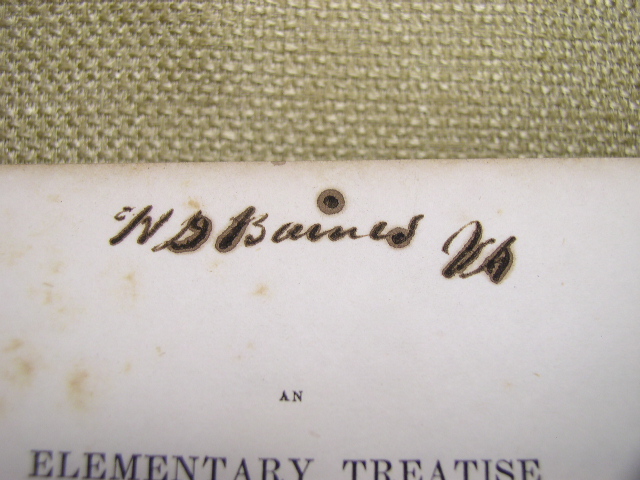 W D Baines Va
AN
ELEMENTARY TREATISE